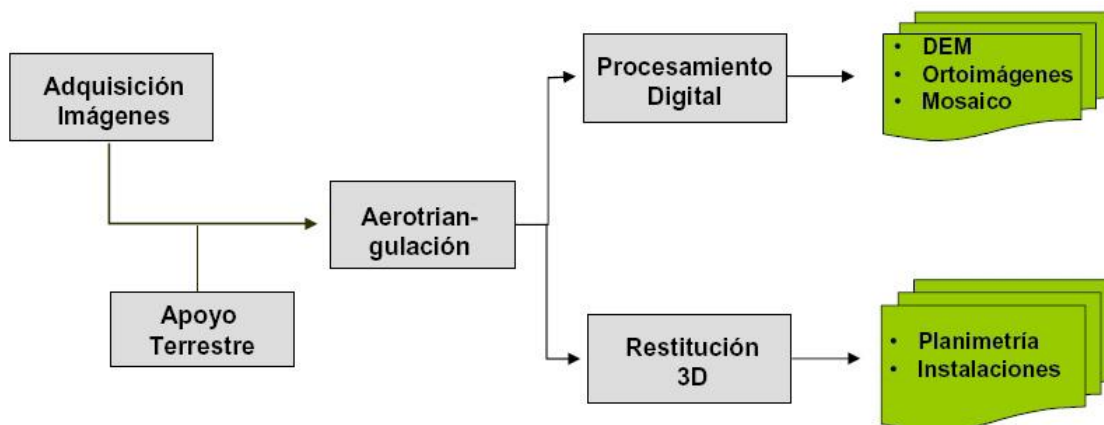 Adquisición
Imágenes
Apoyo
Terrestre
Aerotrian-
gulación
Procesamiento
Digital
• DEM
• Ortoimágenes
• Mosaico
Restitución
3D
• Planimetría
• Instalaciones